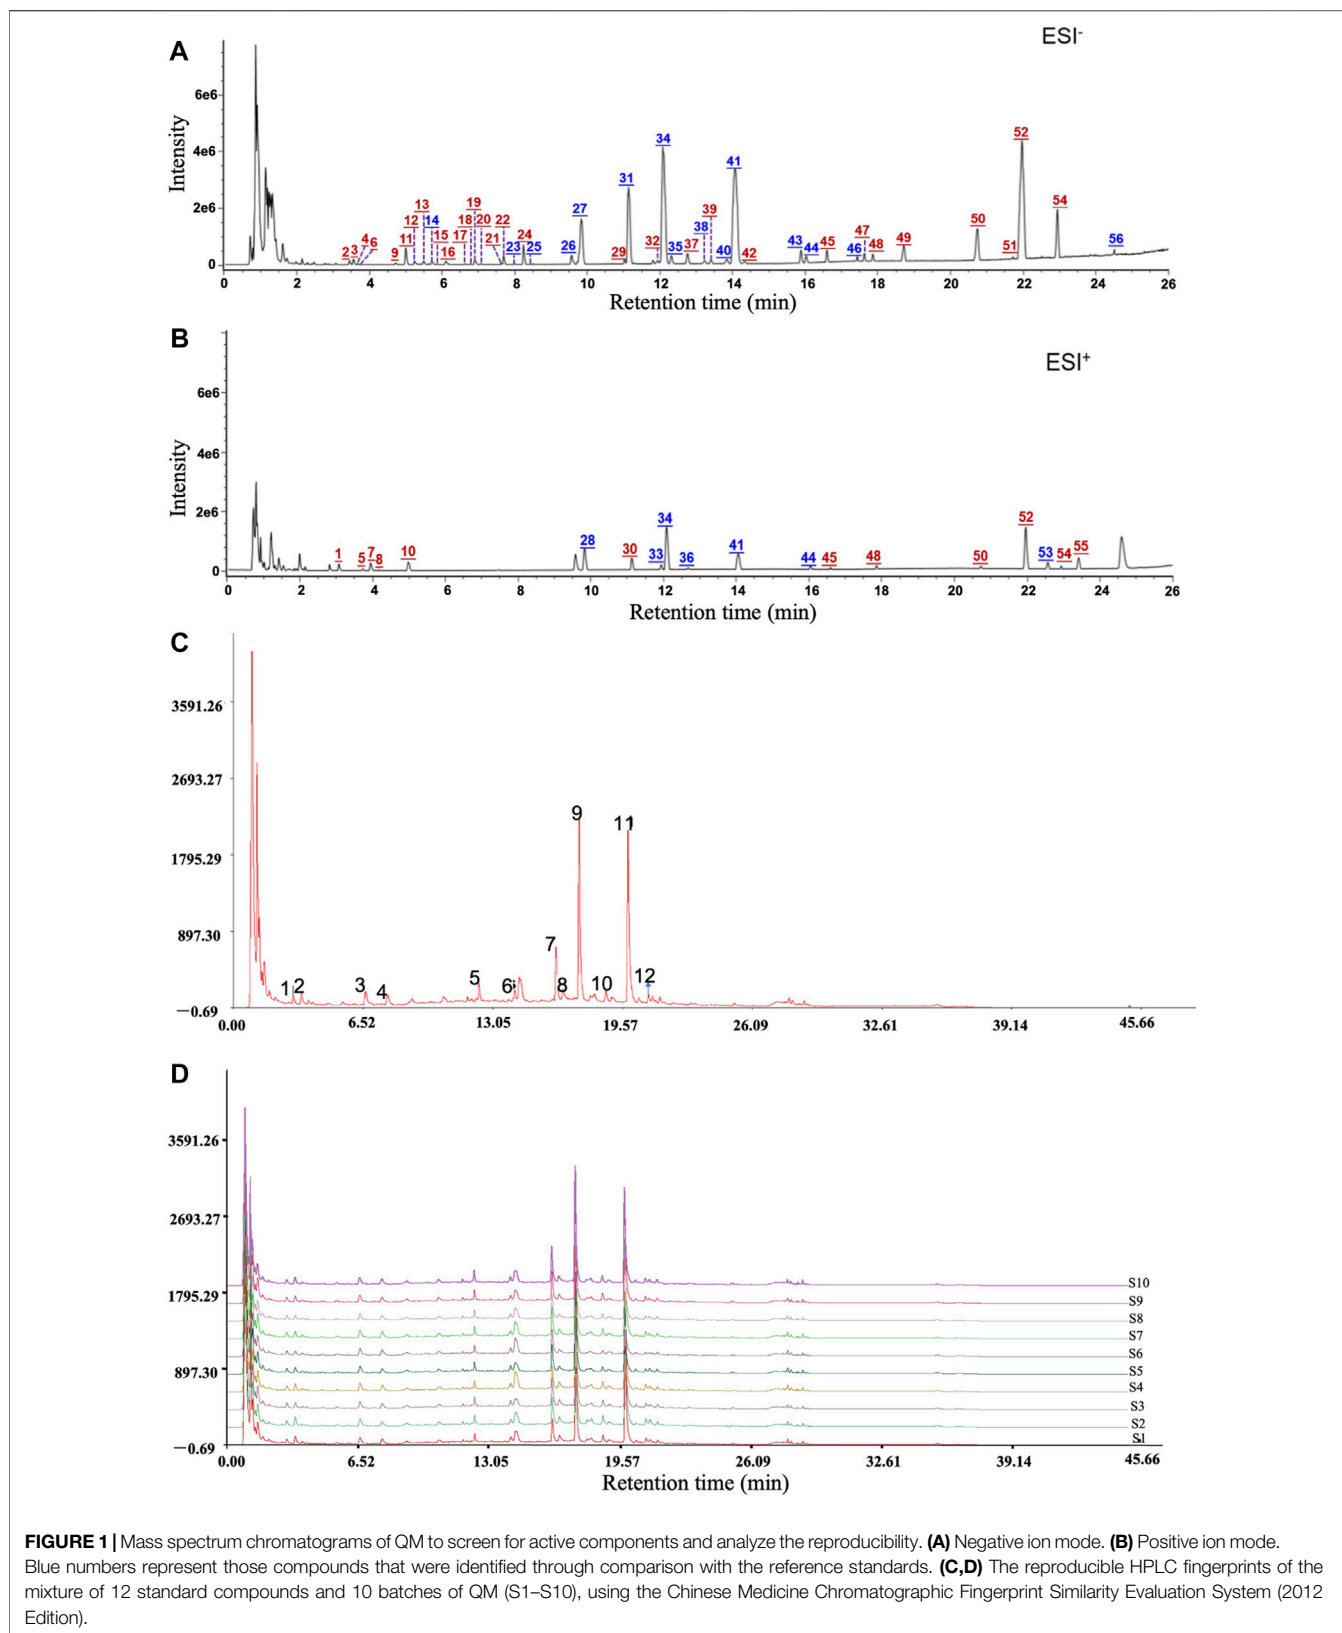 A
ESI-
Intensity
6e6
4e6
2e6
0
2 3 4 6 9 11 12 13 14 15 16 17 18 19 20 21 22 23 24 25 26 27 29 31 32 34 35 37 38 39 40 41 42 43 44 45 46 47 48 49 50 51 52 54 56
0 2 4 6 8 10 12 14 16 18 20 22 24 26
Retention time (min)
B
ESI+
Intensity
6e6
4e6
2e6
0
1 5 7 8 10 28 30 33 34 36 41 44 45 48 50 52 53 54 55
0 2 4 6 8 10 12 14 16 18 20 22 24 26
Retention time (min)
C
3591.26
2693.27
1795.29
897.30
−0.69
1 2 3 4 5 6 7 8 9 10 11 12
0.00 6.52 13.05 19.57 26.09 32.61 39.14 45.66
D
3591.26
2693.27
1795.29
897.30
−0.69
S10
S9
S8
S7
S6
S5
S4
S3
S2
S1
0.00 6.52 13.05 19.57 26.09 32.61 39.14 45.66
Retention time (min)
FIGURE 1 | Mass spectrum chromatograms of QM to screen for active components and analyze the reproducibility. (A) Negative ion mode. (B) Positive ion mode.
Blue numbers represent those compounds that were identified through comparison with the reference standards. (C,D) The reproducible HPLC fingerprints of the
mixture of 12 standard compounds and 10 batches of QM (S1–S10), using the Chinese Medicine Chromatographic Fingerprint Similarity Evaluation System (2012
Edition).